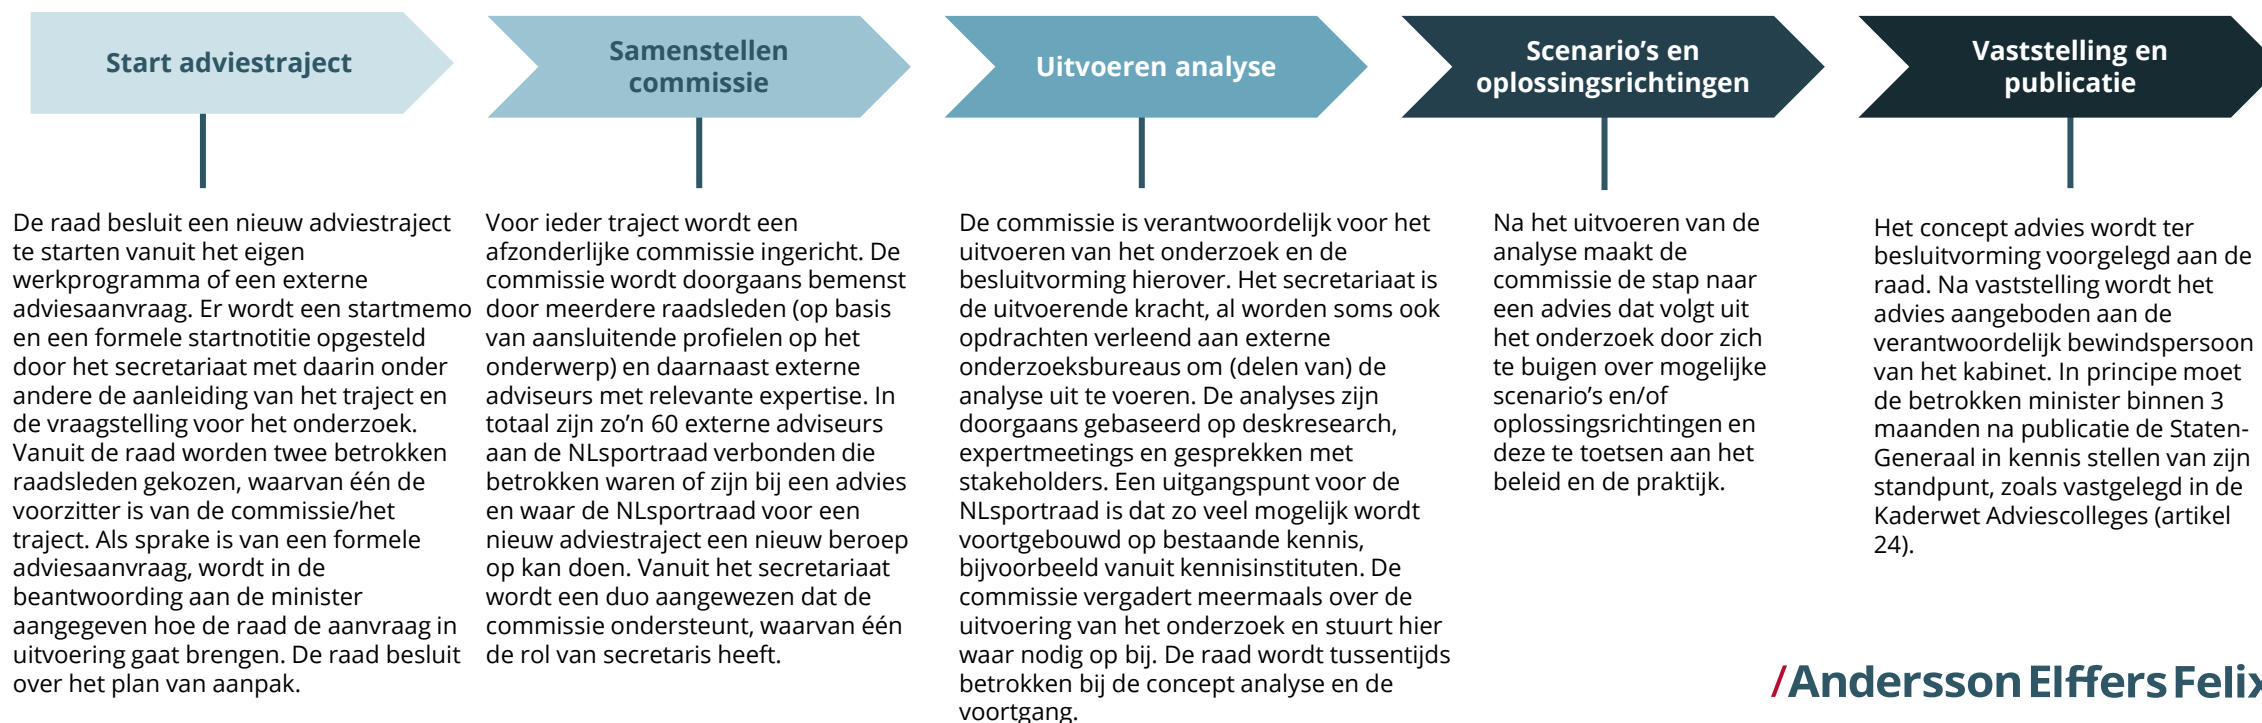 Start adviestraject
Samenstellen
commissie
Uitvoeren analyse
Scenario’s en
oplossingsrichtingen
Vaststelling en
publicatie
De raad besluit een nieuw adviestraject
te starten vanuit het eigen
werkprogramma of een externe
adviesaanvraag. Er wordt een startmemo
en een formele startnotitie opgesteld
door het secretariaat met daarin onder
andere de aanleiding van het traject en
de vraagstelling voor het onderzoek.
Vanuit de raad worden twee betrokken
raadsleden gekozen, waarvan één de
voorzitter is van de commissie/het
traject. Als sprake is van een formele
adviesaanvraag, wordt in de
beantwoording aan de minister
aangegeven hoe de raad de aanvraag in
uitvoering gaat brengen. De raad besluit
over het plan van aanpak.
Voor ieder traject wordt een
afzonderlijke commissie ingericht. De
commissie wordt doorgaans bemenst
door meerdere raadsleden (op basis
van aansluitende profielen op het
onderwerp) en daarnaast externe
adviseurs met relevante expertise. In
totaal zijn zo’n 60 externe adviseurs
aan de NLsportraad verbonden die
betrokken waren of zijn bij een advies
en waar de NLsportraad voor een
nieuw adviestraject een nieuw beroep
op kan doen. Vanuit het secretariaat
wordt een duo aangewezen dat de
commissie ondersteunt, waarvan één
de rol van secretaris heeft.
De commissie is verantwoordelijk voor het
uitvoeren van het onderzoek en de
besluitvorming hierover. Het secretariaat is
de uitvoerende kracht, al worden soms ook
opdrachten verleend aan externe
onderzoeksbureaus om (delen van) de
analyse uit te voeren. De analyses zijn
doorgaans gebaseerd op deskresearch,
expertmeetings en gesprekken met
stakeholders. Een uitgangspunt voor de
NLsportraad is dat zo veel mogelijk wordt
voortgebouwd op bestaande kennis,
bijvoorbeeld vanuit kennisinstituten. De
commissie vergadert meermaals over de
uitvoering van het onderzoek en stuurt hier
waar nodig op bij. De raad wordt tussentijds
betrokken bij de concept analyse en de
voortgang.
Na het uitvoeren van de
analyse maakt de
commissie de stap naar
een advies dat volgt uit
het onderzoek door zich
te buigen over mogelijke
scenario’s en/of
oplossingsrichtingen en
deze te toetsen aan het
beleid en de praktijk.
Het concept advies wordt ter
besluitvorming voorgelegd aan de
raad. Na vaststelling wordt het
advies aangeboden aan de
verantwoordelijk bewindspersoon
van het kabinet. In principe moet
de betrokken minister binnen 3
maanden na publicatie de Staten-
Generaal in kennis stellen van zijn
standpunt, zoals vastgelegd in de
Kaderwet Adviescolleges (artikel
24).
/Andersson Elffers Felix